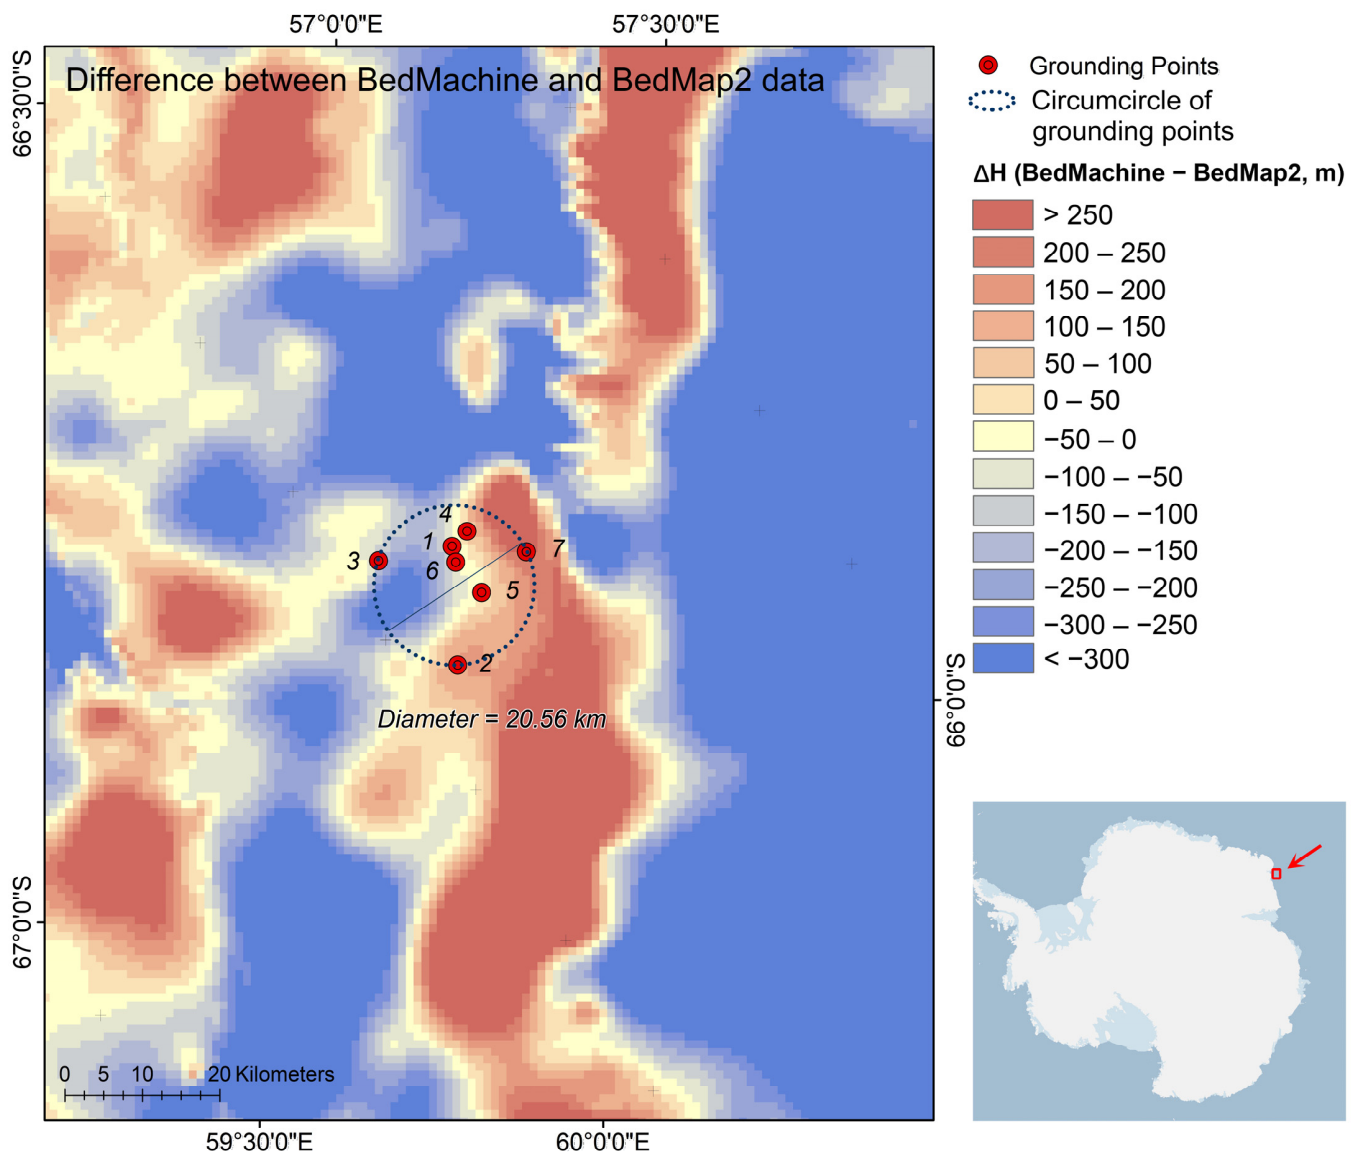 57°0'0"E
57°30'0"E
66°30'0"S
Difference between BedMachine and BedMap2 data
Grounding Points
Circumcircle of
grounding points
ΔH (BedMachine − BedMap2, m)
> 250
200 – 250
150 – 200
100 – 150
50 – 100
0 – 50
−50 – 0
−100 – −50
−150 – −100
−200 – −150
−250 – −200
−300 – −250
< −300
4
1
3
7
6
5
2
Diameter = 20.56 km
66°0'0"S
67°0'0"S
0 5 10 20 Kilometers
59°30'0"E
60°0'0"E